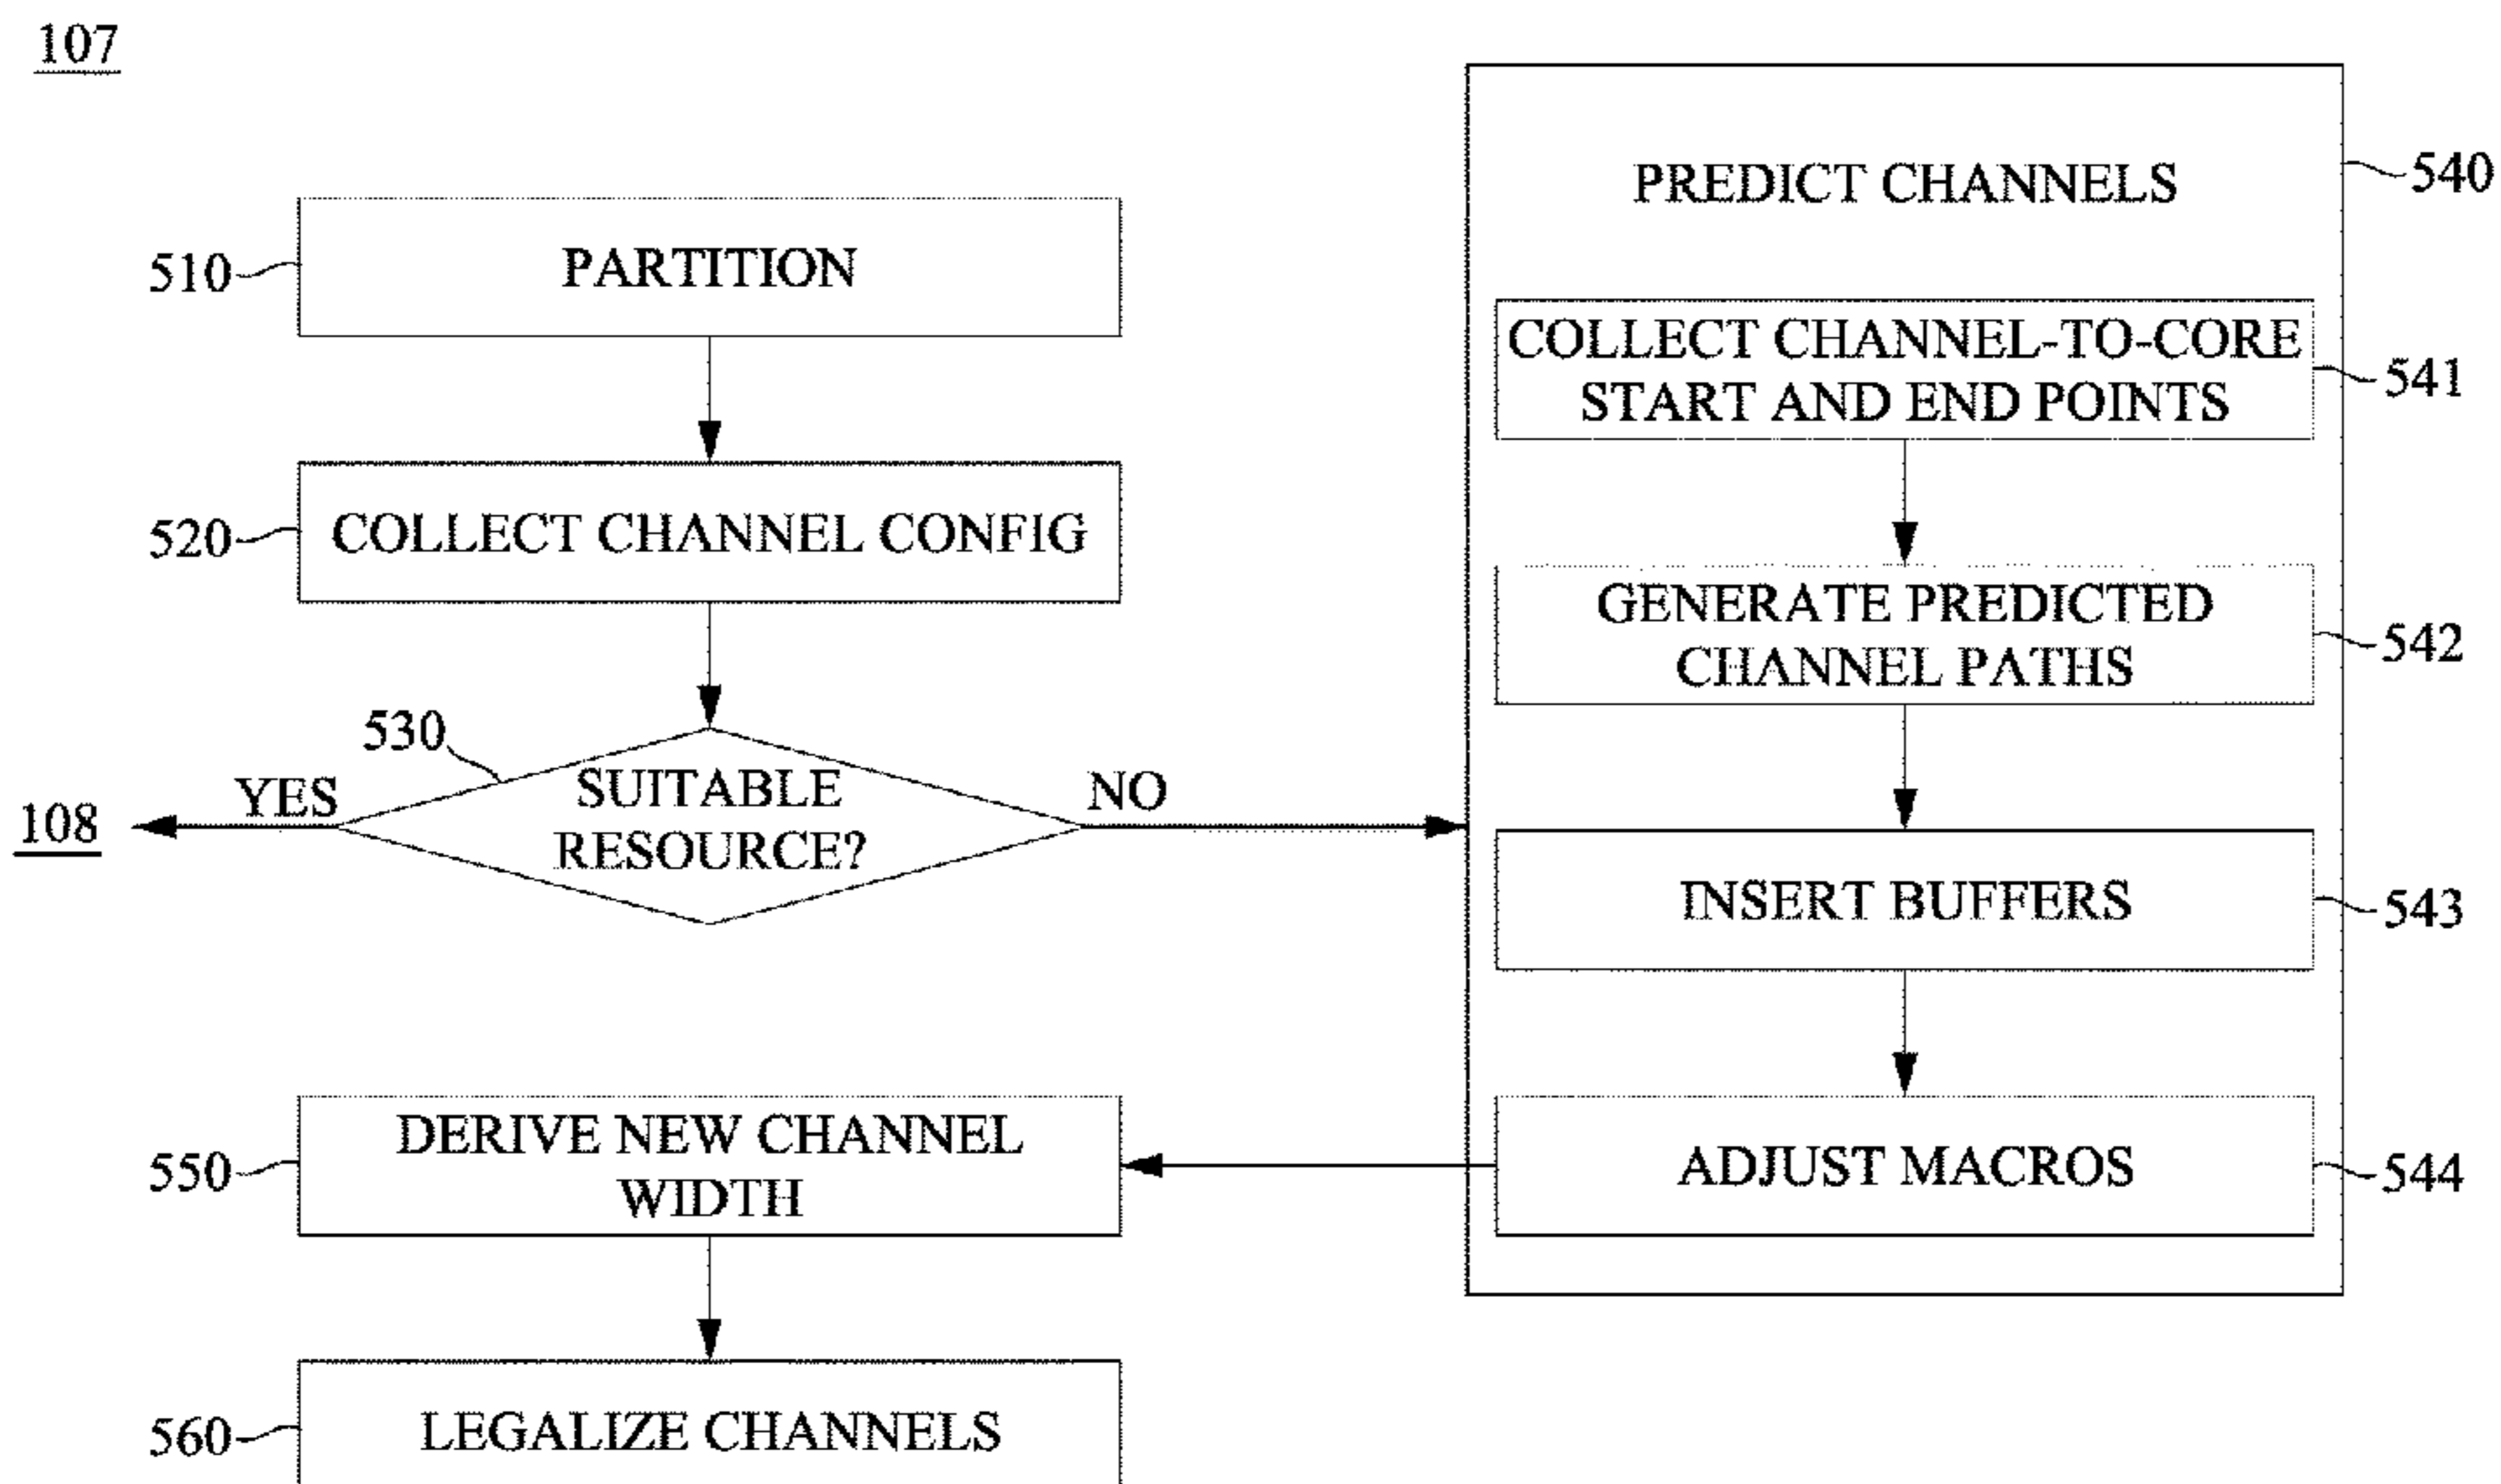 107
510
PARTITION
520
COLLECT CHANNEL CONFIG
530
SUITABLE
RESOURCE?
YES
108
NO
540
PREDICT CHANNELS
541
COLLECT CHANNEL-TO-CORE
START AND END POINTS
542
GENERATE PREDICTED
CHANNEL PATHS
543
INSERT BUFFERS
544
ADJUST MACROS
550
DERIVE NEW CHANNEL
WIDTH
560
LEGALIZE CHANNELS